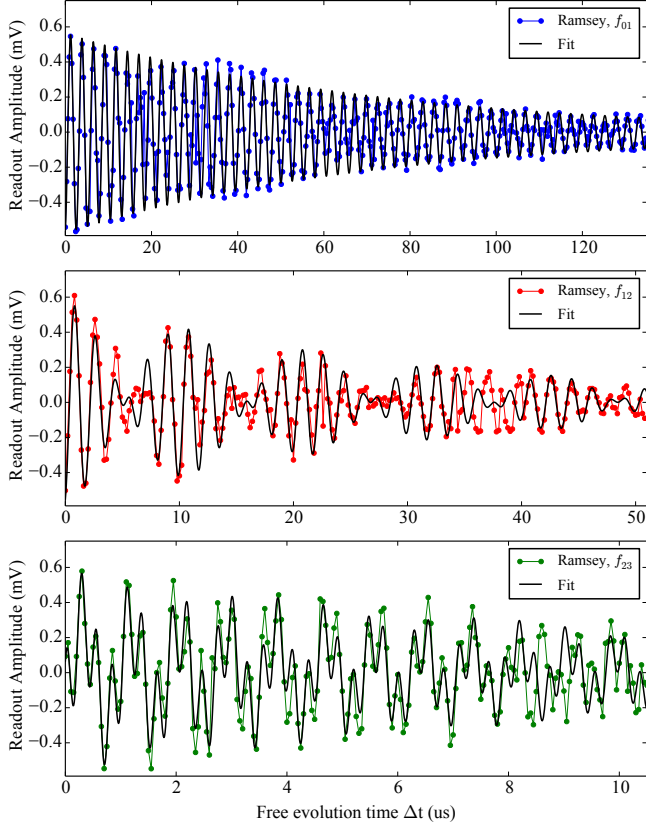 0.6
0.4
0.2
0.0
−0.2
−0.4
Readout Amplitude (mV)
Ramsey, f01
Fit
0 20 40 60 80 100 120
0.6
0.4
0.2
0.0
−0.2
−0.4
Readout Amplitude (mV)
Ramsey, f12
Fit
0 10 20 30 40 50
0.6
0.4
0.2
0.0
−0.2
−0.4
Readout Amplitude (mV)
Ramsey, f23
Fit
0 2 4 6 8 10
Free evolution time Δt (us)